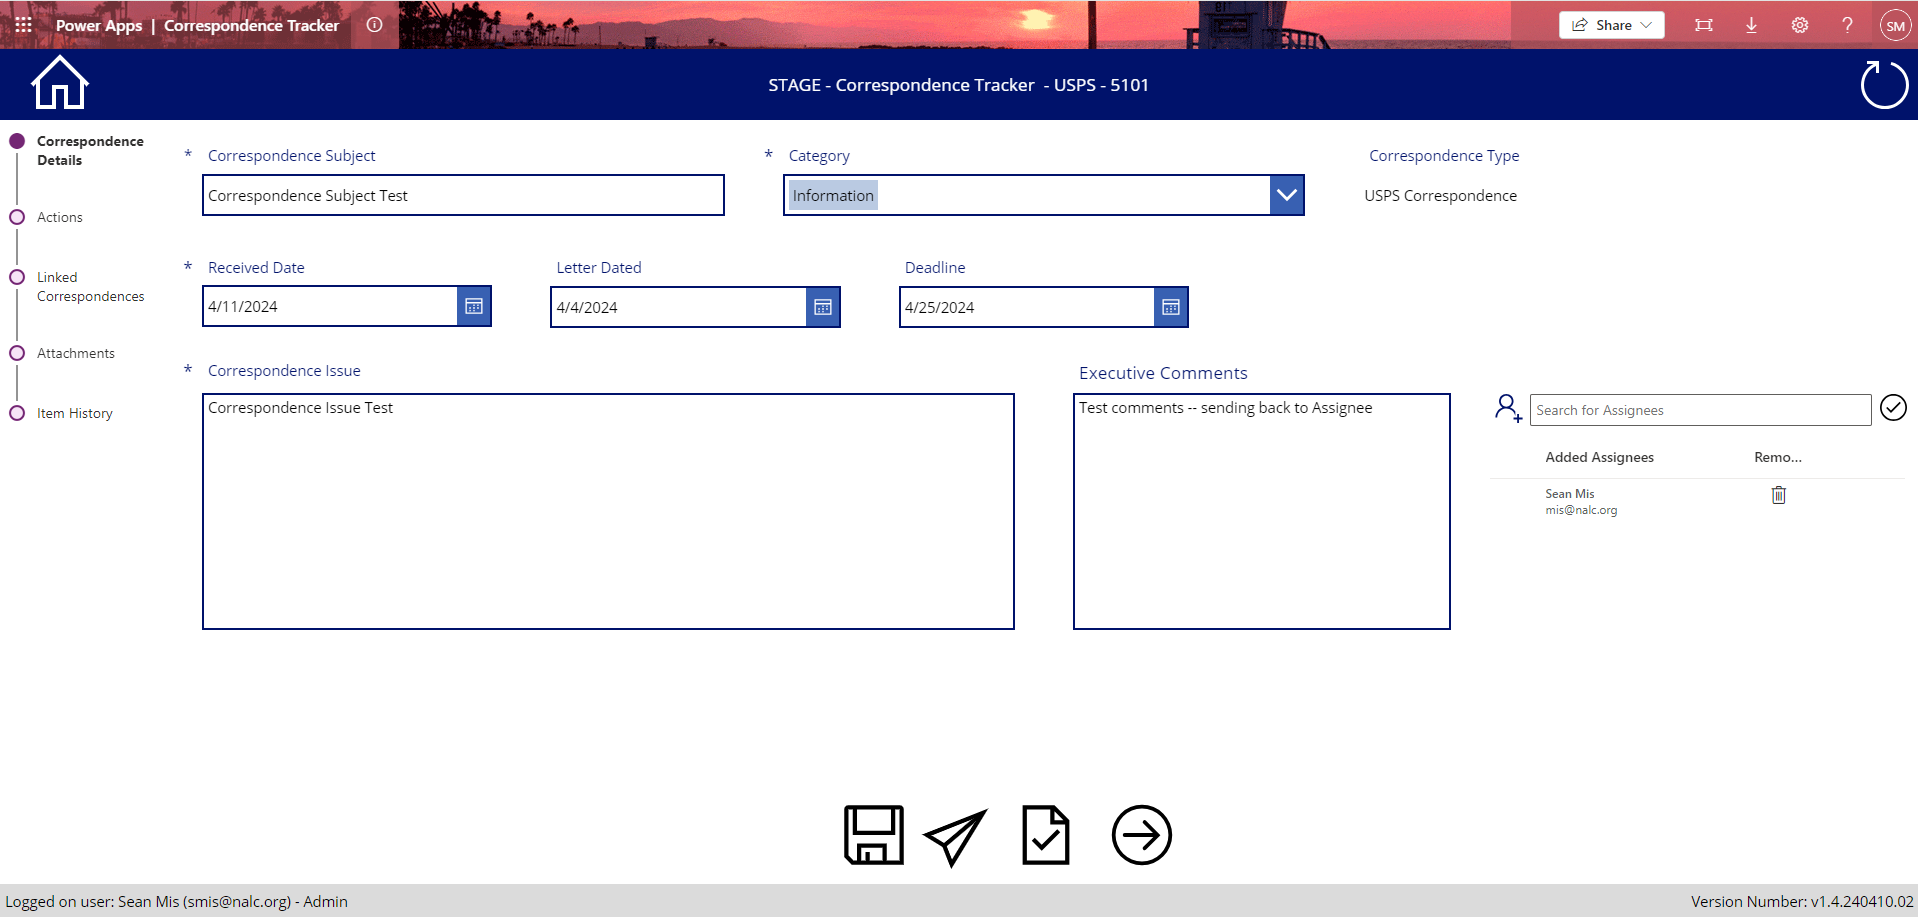 Power Apps | Correspondence Tracker
Share
SM
STAGE - Correspondence Tracker - USPS - 5101
Correspondence
Details
Actions
Linked
Correspondences
Attachments
Item History
* Correspondence Subject
Correspondence Subject Test
* Category
Information
Correspondence Type
USPS Correspondence
* Received Date
4/11/2024
Letter Dated
4/4/2024
Deadline
4/25/2024
* Correspondence Issue
Correspondence Issue Test
Executive Comments
Test comments -- sending back to Assignee
Search for Assignees
Added Assignees
Remo...
Sean Mis
mis@nalc.org
Logged on user: Sean Mis (smis@nalc.org) - Admin
Version Number: v1.4.240410.02